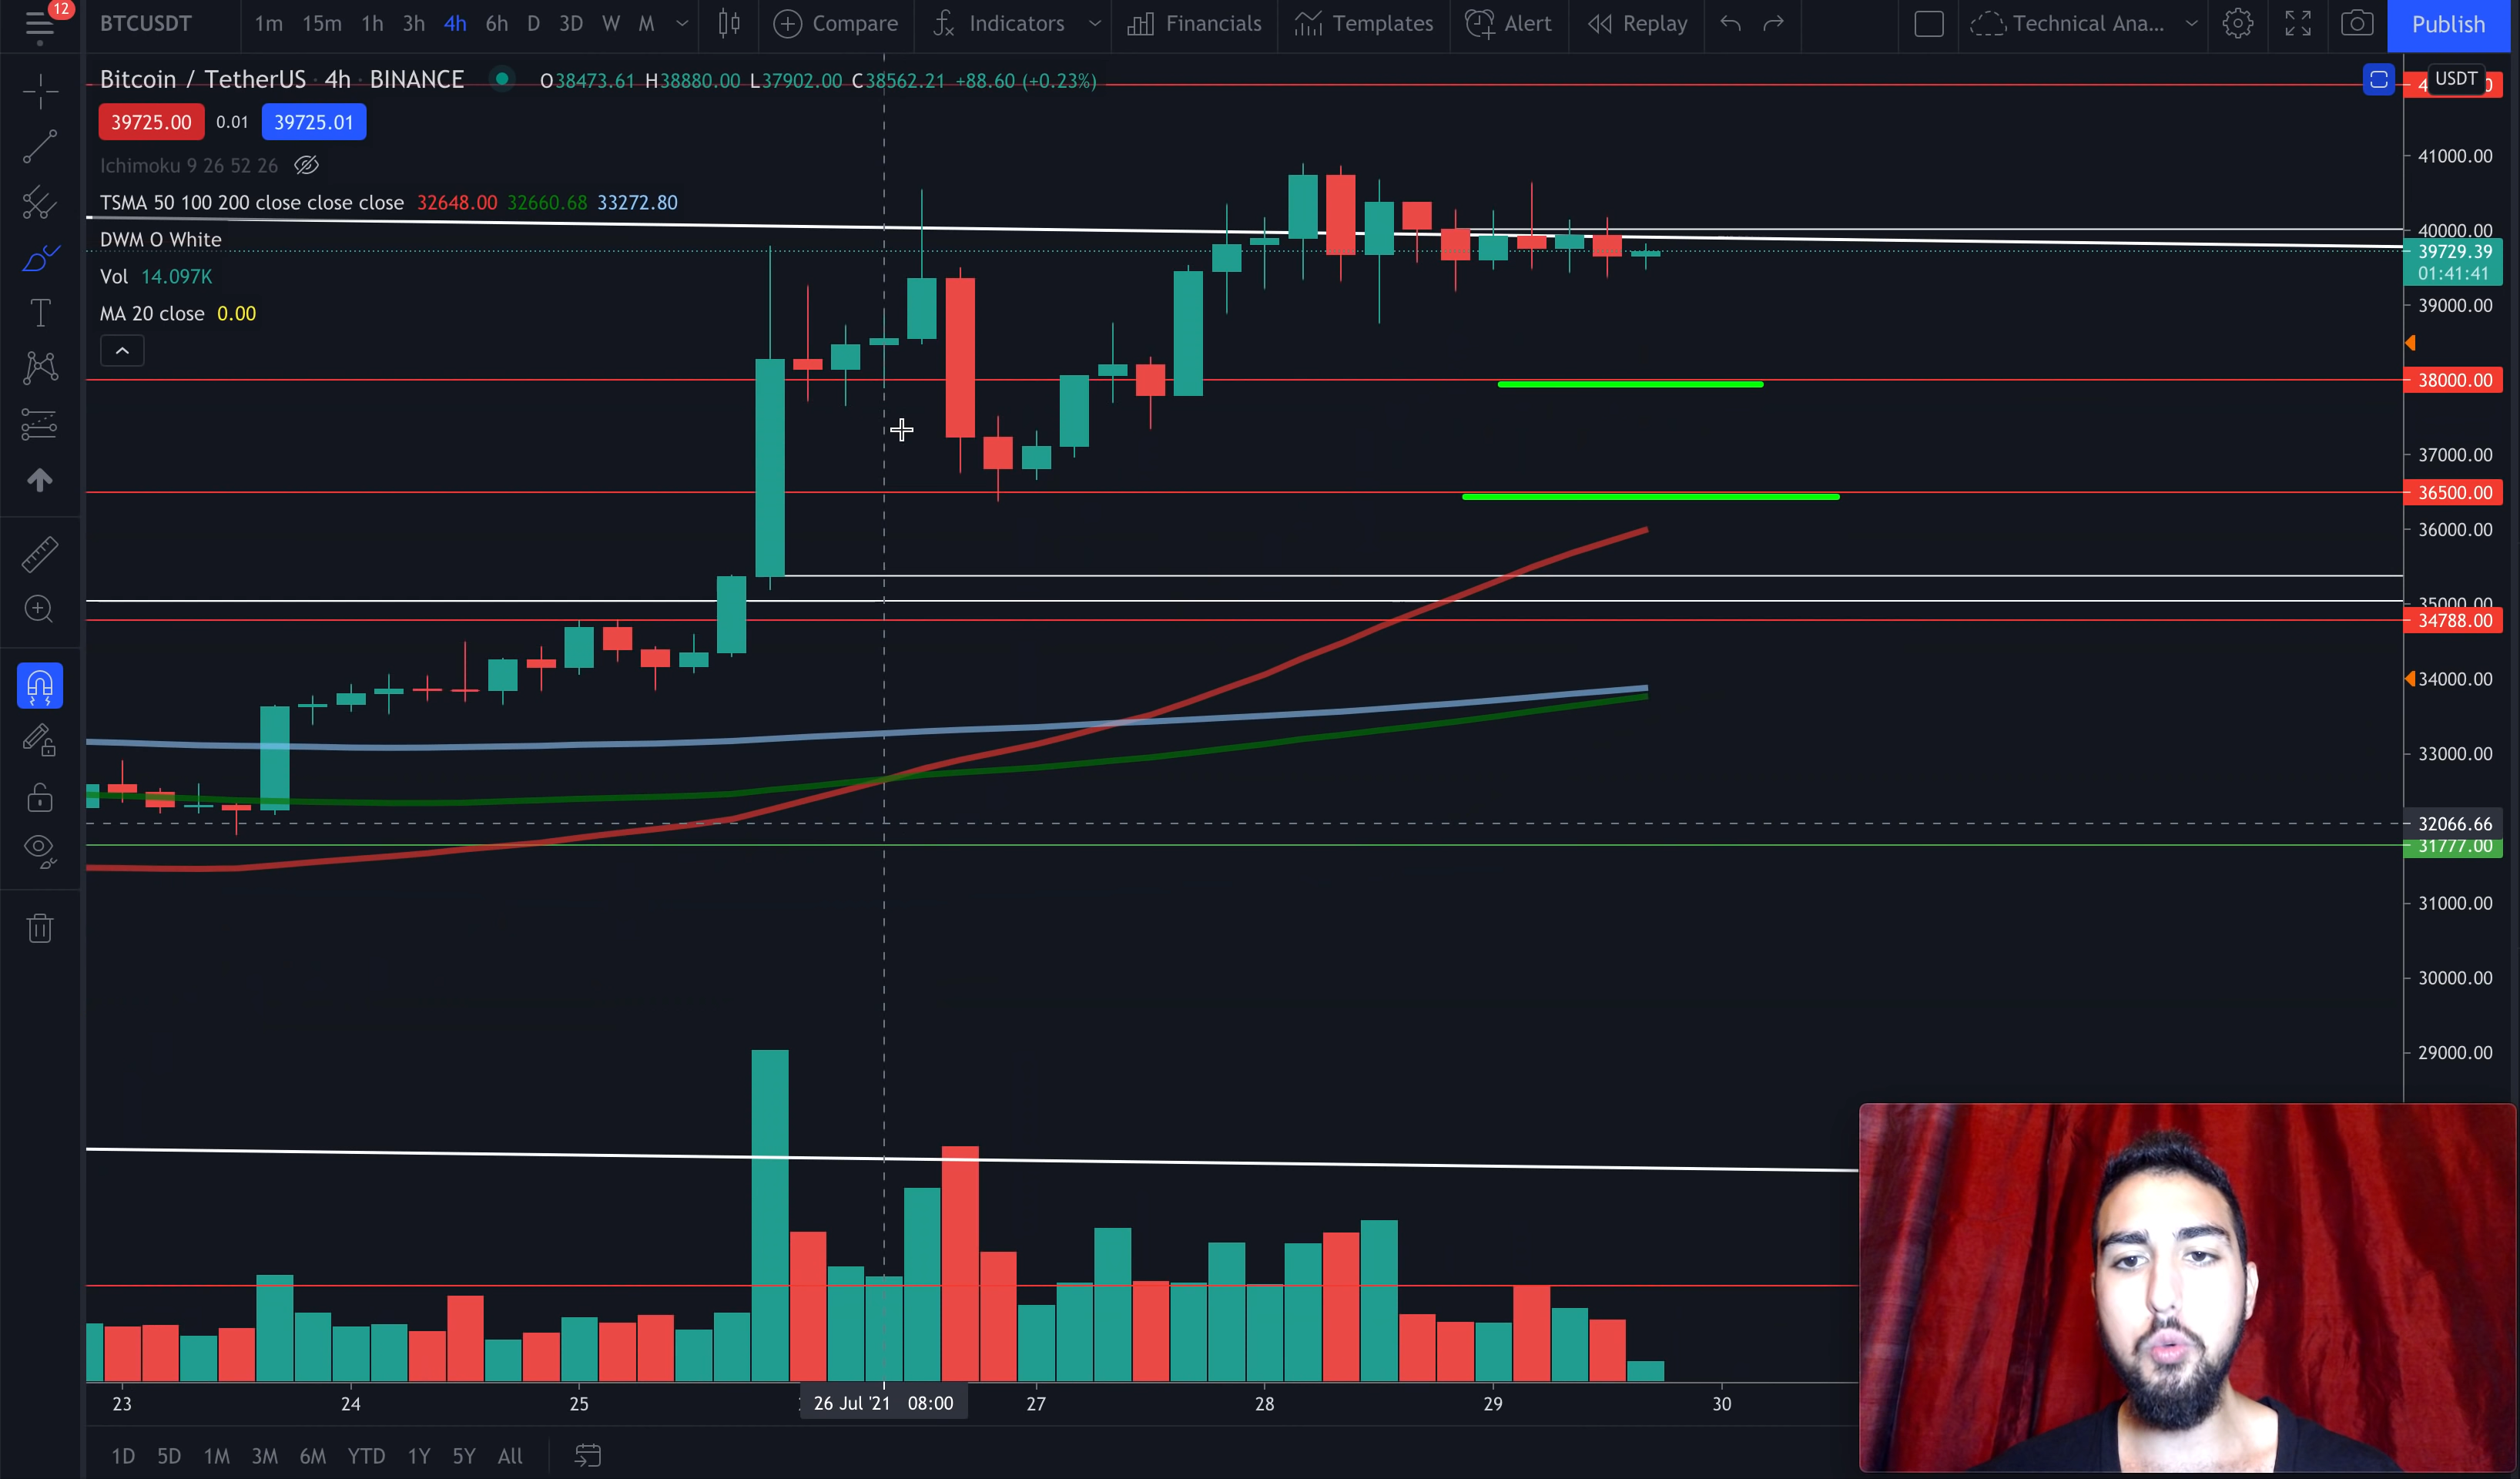 12
BTCUSDT 1m 15m 1h 3h 4h 6h D 3D W M Compare Indicators Financials Templates Alert Replay Technical Ana... Publish
Bitcoin / TetherUS · 4h · BINANCE O38473.61 H38880.00 L37902.00 C38562.21 +88.60 (+0.23%)
USDT
39725.00 0.01 39725.01
Ichimoku 9 26 52 26
TSMA 50 100 200 close close close 32648.00 32660.68 33272.80
DWM O White
Vol 14.097K
MA 20 close 0.00
41000.00
40000.00
39729.39
01:41:41
39000.00
38000.00
37000.00
36500.00
36000.00
35000.00
34788.00
34000.00
33000.00
32066.66
31777.00
31000.00
30000.00
29000.00
23 24 25 26 Jul '21 08:00 27 28 29 30
1D 5D 1M 3M 6M YTD 1Y 5Y All